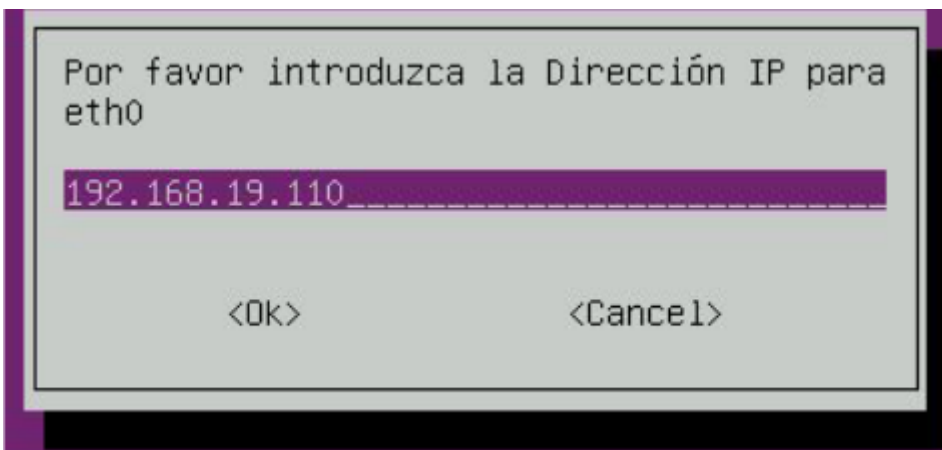 Por favor introduzca la Dirección IP para
eth0
192.168.19.110
<Ok> <Cancel>